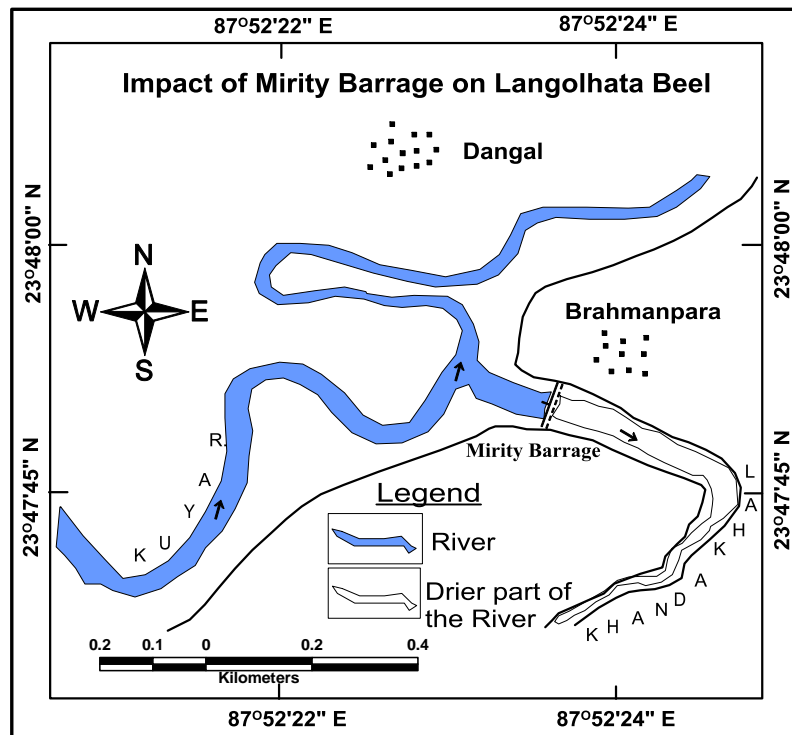 87°52'22" E
87°52'24" E
Impact of Mirity Barrage on Langolhata Beel
Dangal
23°48'00" N
23°48'00" N
N
W
E
S
Brahmanpara
KUYA R.
Mirity Barrage
23°47'45" N
23°47'45" N
KHANDAKHAL
Legend
River
Drier part of
the River
0.2 0.1 0 0.2 0.4
Kilometers
87°52'22" E
87°52'24" E